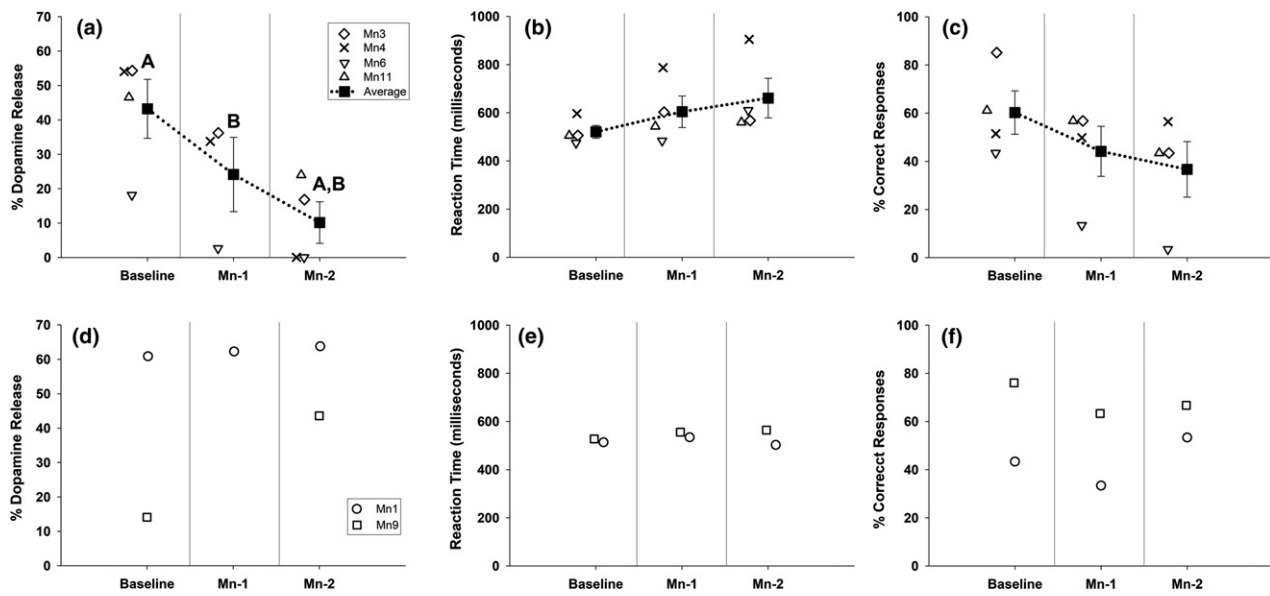 (a)
% Dopamine Release
70
60
50
40
30
20
10
0
Mn3
Mn4
Mn6
Mn11
Average
A
B
A,B
Baseline
Mn-1
Mn-2
(b)
Reaction Time (milliseconds)
1000
800
600
400
200
0
Baseline
Mn-1
Mn-2
(c)
% Correct Responses
100
80
60
40
20
0
Baseline
Mn-1
Mn-2
(d)
% Dopamine Release
70
60
50
40
30
20
10
0
Mn1
Mn9
Baseline
Mn-1
Mn-2
(e)
Reaction Time (milliseconds)
1000
800
600
400
200
0
Baseline
Mn-1
Mn-2
(f)
% Correcct Responses
100
80
60
40
20
0
Baseline
Mn-1
Mn-2